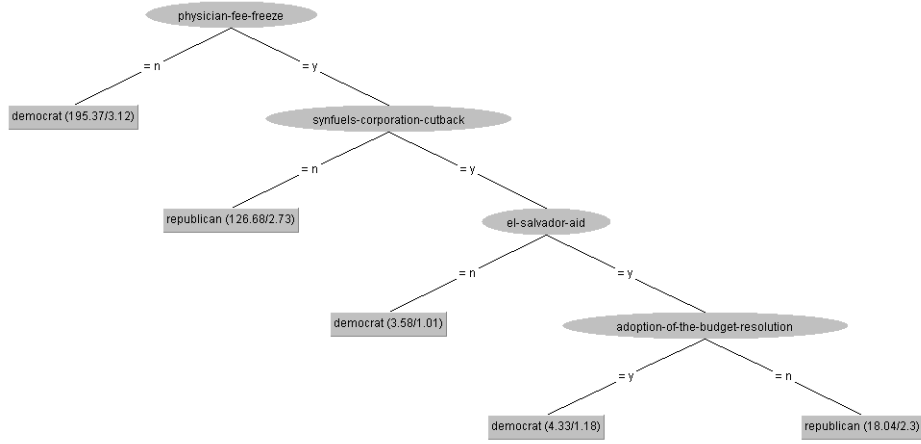 physician-fee-freeze
= n
= y
democrat (195.37/3.12)
synfuels-corporation-cutback
= n
= y
republican (126.68/2.73)
el-salvador-aid
= n
= y
democrat (3.58/1.01)
adoption-of-the-budget-resolution
= y
= n
democrat (4.33/1.18)
republican (18.04/2.3)